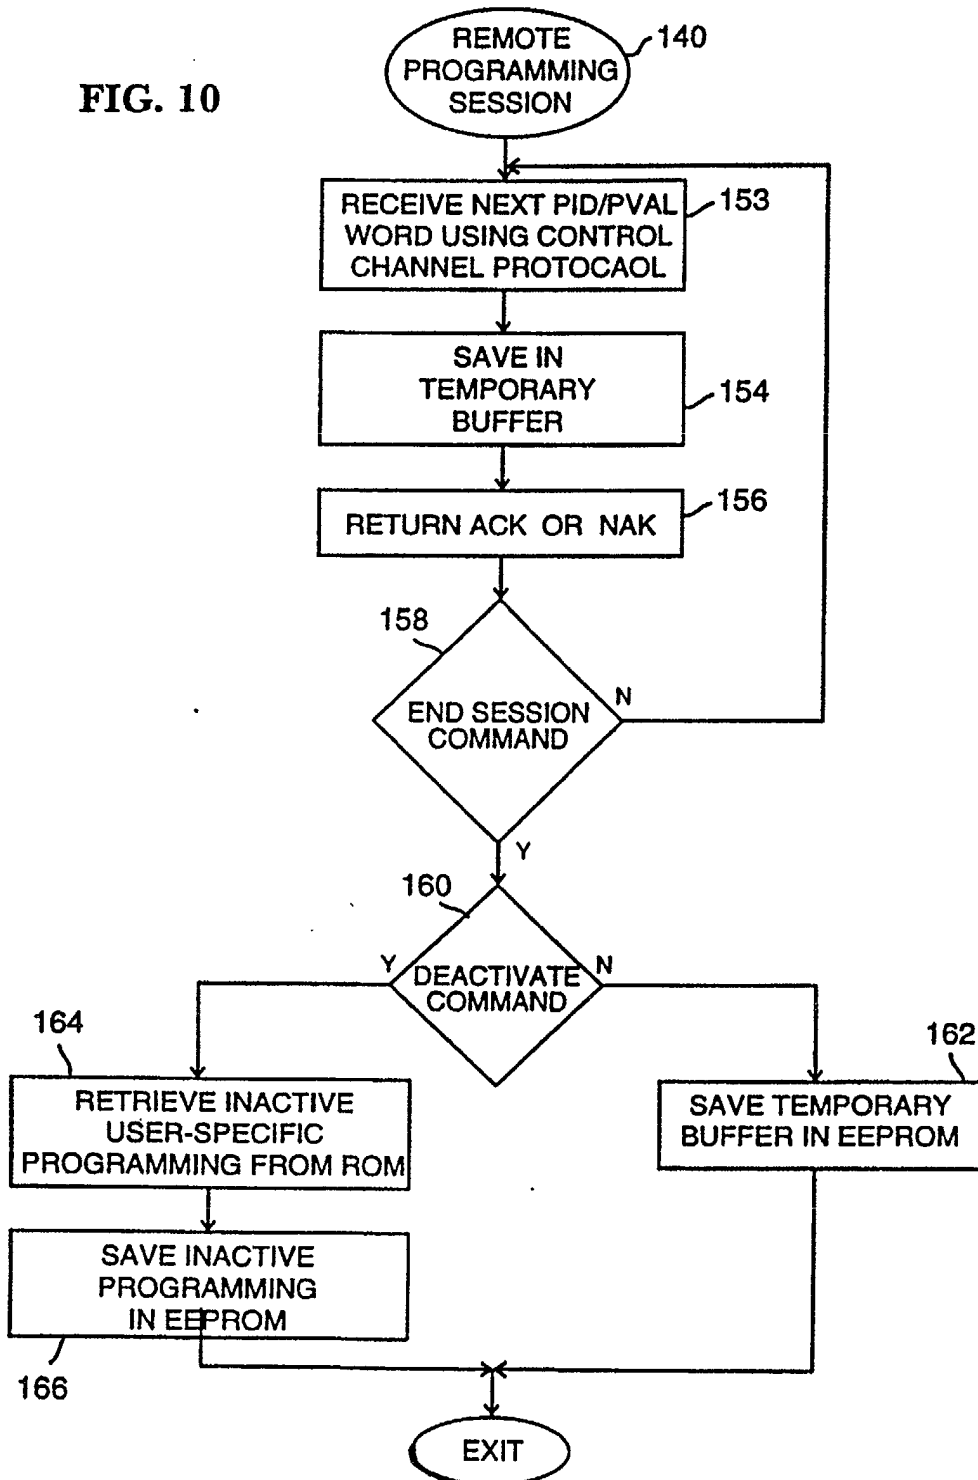 FIG. 10
REMOTE
PROGRAMMING
SESSION
140
RECEIVE NEXT PID/PVAL
WORD USING CONTROL
CHANNEL PROTOCAOL
153
SAVE IN
TEMPORARY
BUFFER
154
RETURN ACK OR NAK
156
158
END SESSION
COMMAND
N
Y
160
DEACTIVATE
COMMAND
Y
N
164
RETRIEVE INACTIVE
USER-SPECIFIC
PROGRAMMING FROM ROM
162
SAVE TEMPORARY
BUFFER IN EEPROM
SAVE INACTIVE
PROGRAMMING
IN EEPROM
166
EXIT